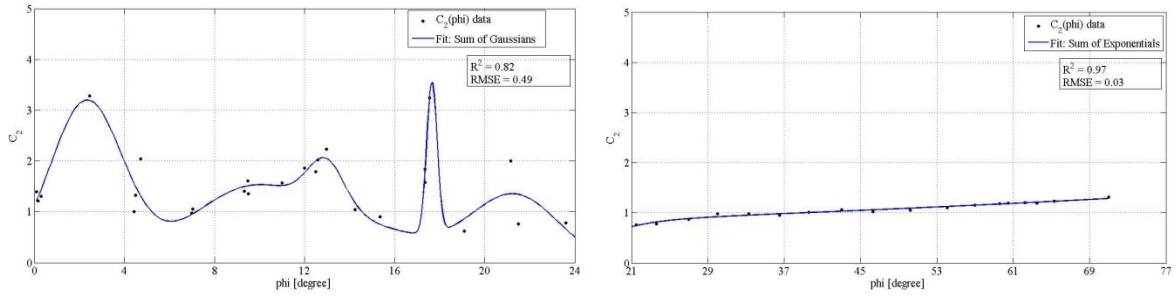 C2(phi) data
Fit: Sum of Gaussians
R2 = 0.82
RMSE = 0.49
C2
5
4
3
2
1
0
0 4 8 12 16 20 24
phi [degree]
C2(phi) data
Fit: Sum of Exponentials
R2 = 0.97
RMSE = 0.03
C2
5
4
3
2
1
0
21 29 37 45 53 61 69 77
phi [degree]